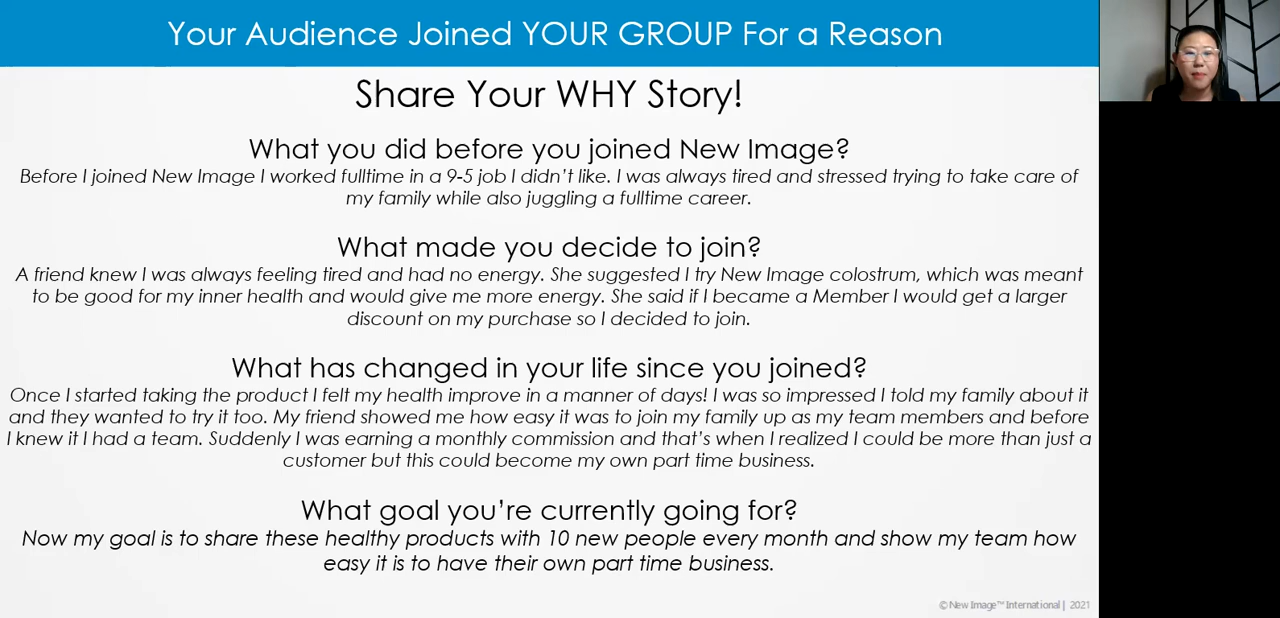 Your Audience Joined YOUR GROUP For a Reason
Share Your WHY Story!
What you did before you joined New Image?
Before I joined New Image I worked fulltime in a 9-5 job I didn't like. I was always tired and stressed trying to take care of
my family while also juggling a fulltime career.
What made you decide to join?
A friend knew I was always feeling tired and had no energy. She suggested I try New Image colostrum, which was meant
to be good for my inner health and would give me more energy. She said if I became a Member I would get a larger
discount on my purchase so I decided to join.
What has changed in your life since you joined?
Once I started taking the product I felt my health improve in a manner of days! I was so impressed I told my family about it
and they wanted to try it too. My friend showed me how easy it was to join my family up as my team members and before
I knew it I had a team. Suddenly I was earning a monthly commission and that's when I realized I could be more than just a
customer but this could become my own part time business.
What goal you're currently going for?
Now my goal is to share these healthy products with 10 new people every month and show my team how
easy it is to have their own part time business.
© New Image™ International | 2021